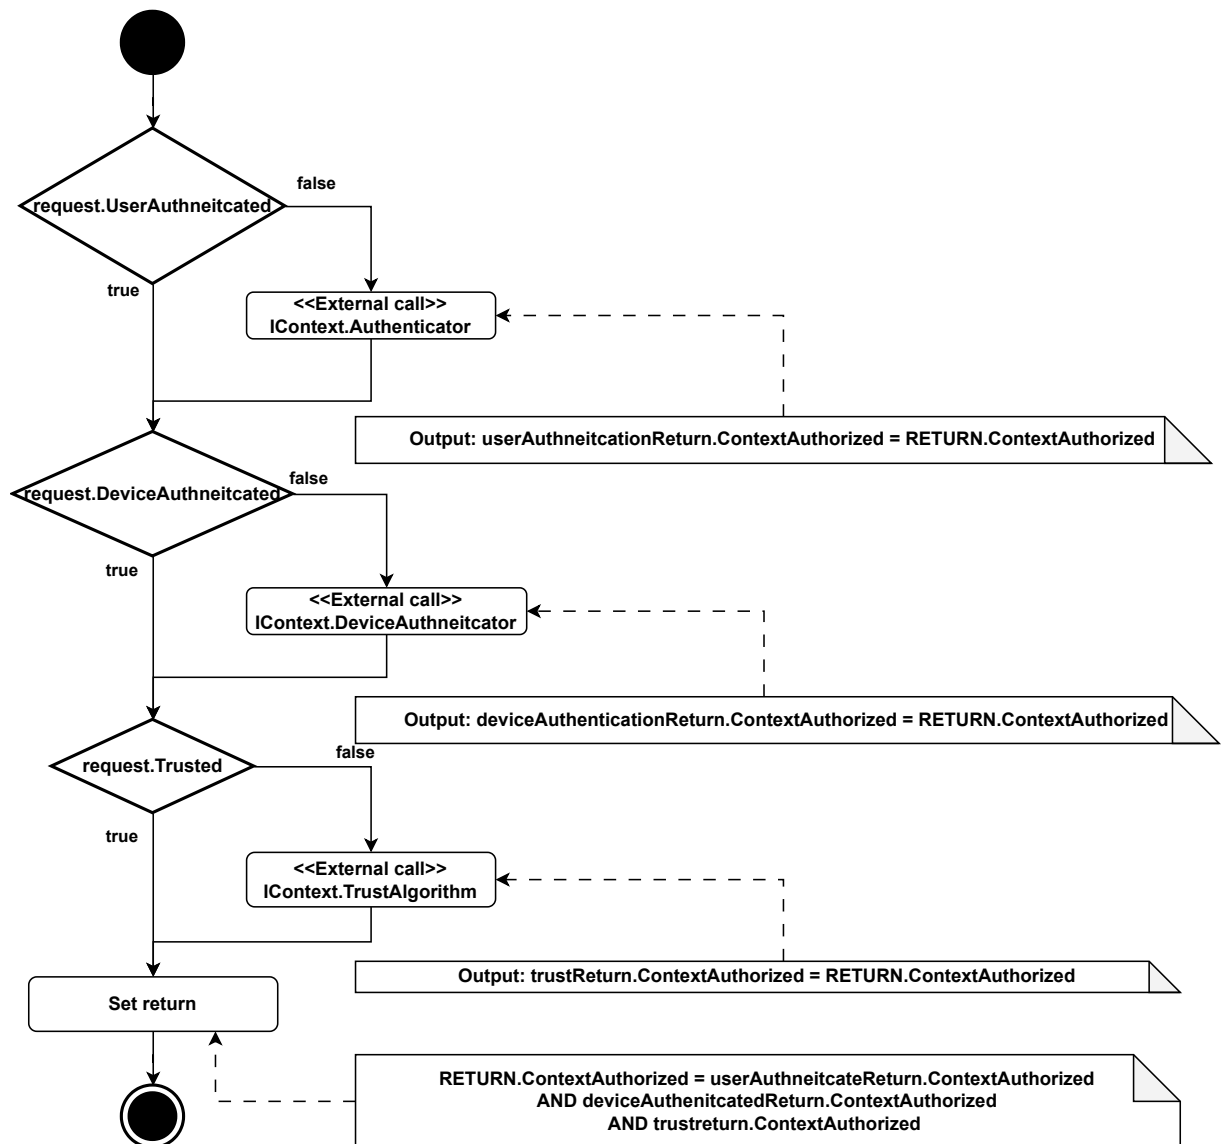 false
request.UserAuthneitcated
true
<<External call>>
IContext.Authenticator
Output: userAuthneitcationReturn.ContextAuthorized = RETURN.ContextAuthorized
false
request.DeviceAuthneitcated
true
<<External call>>
IContext.DeviceAuthneitcator
Output: deviceAuthenticationReturn.ContextAuthorized = RETURN.ContextAuthorized
false
request.Trusted
true
<<External call>>
IContext.TrustAlgorithm
Output: trustReturn.ContextAuthorized = RETURN.ContextAuthorized
Set return
RETURN.ContextAuthorized = userAuthneitcateReturn.ContextAuthorized
AND deviceAuthenitcatedReturn.ContextAuthorized
AND trustreturn.ContextAuthorized